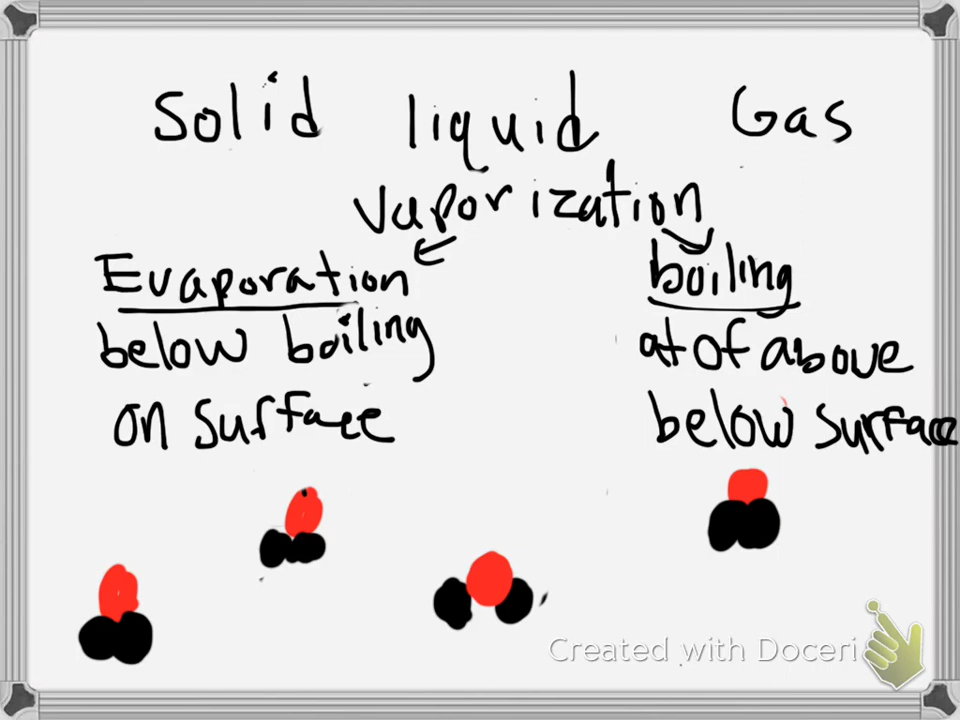 Solid liquid Gas
vaporization
Evaporation boiling
below boiling at of above
on surface below surface
Created with Doceri